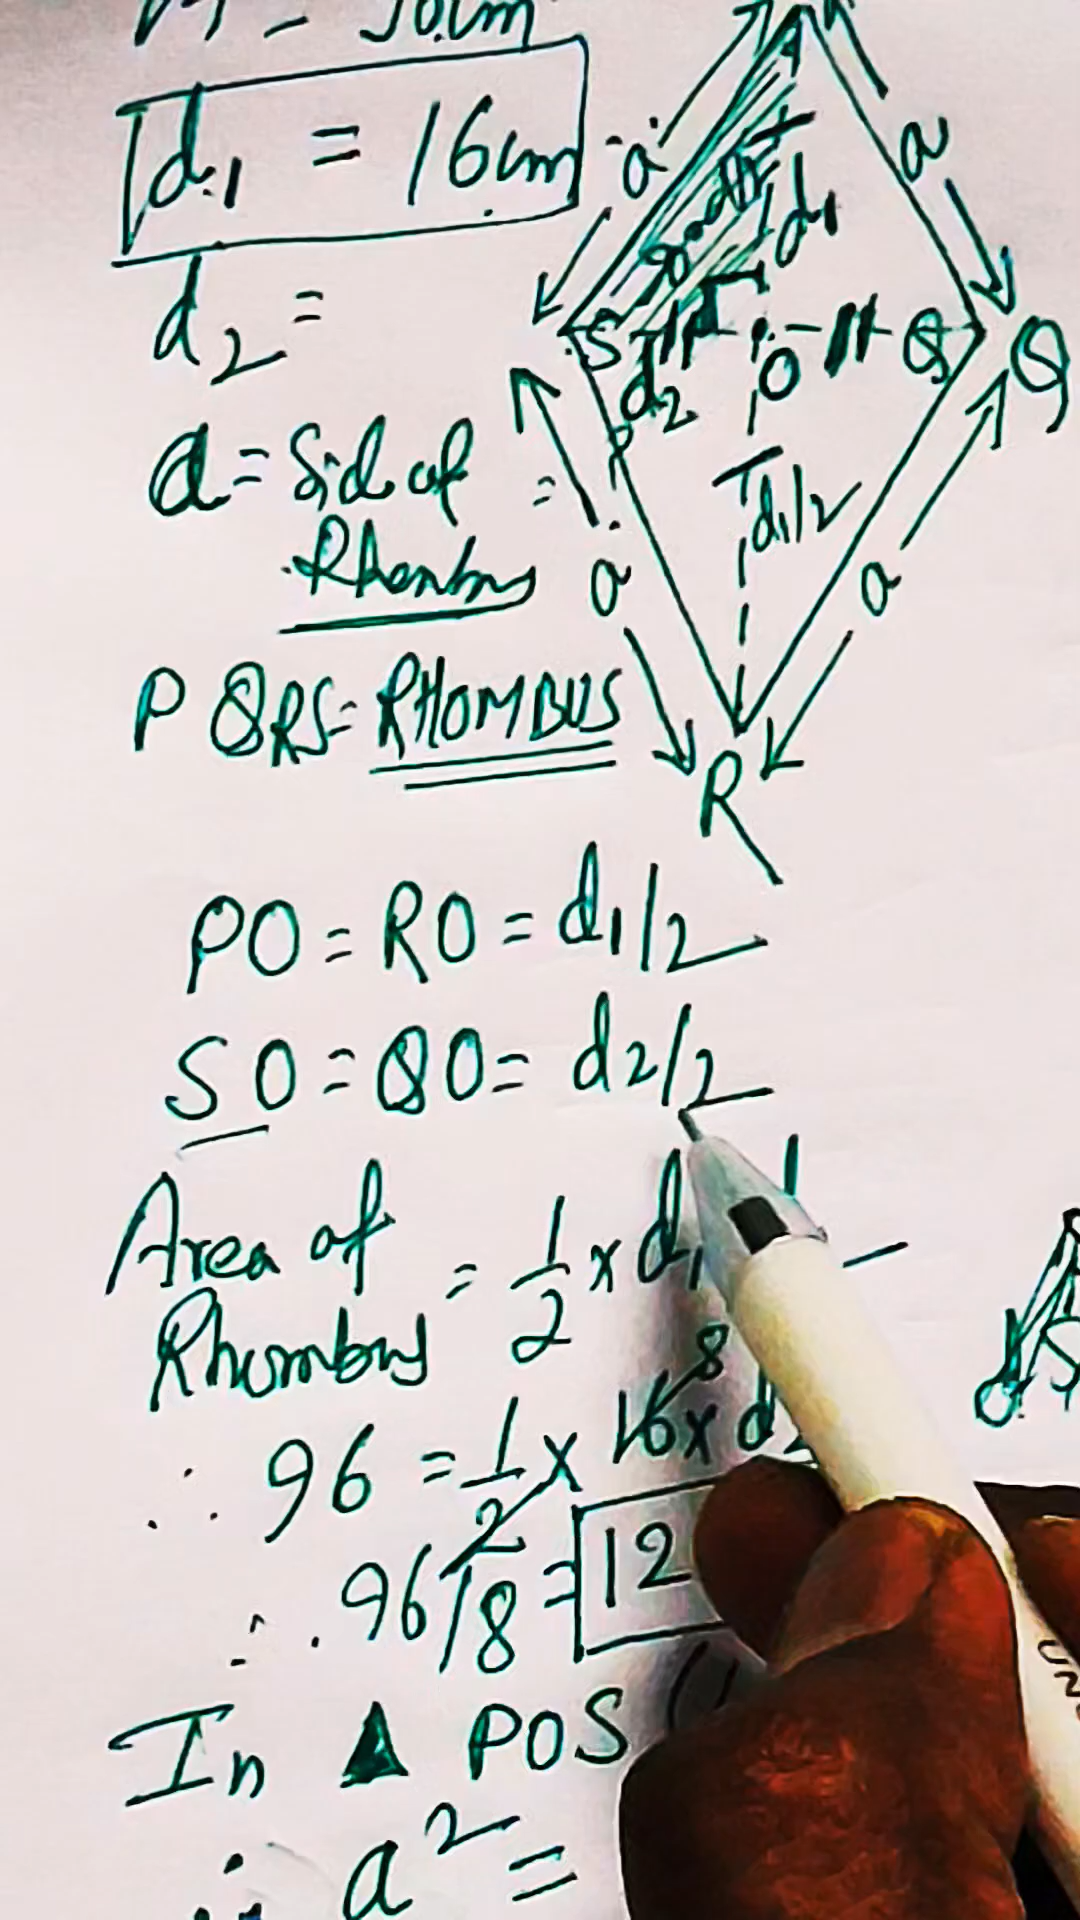 d1 = 16cm
d2 =
a = Side of =
Rhombus
PQRS = RHOMBUS
PO = RO = d1/2
SO = QO = d2/2
Area of
Rhombus = 1/2 x d1
8
∴ 96 = 1/2 x 16 x d2
∴ 96/8 = 12
In ▲ POS
a² =
a
a
d1
S
d2
O
Q
Q
d1/2
a
a
R